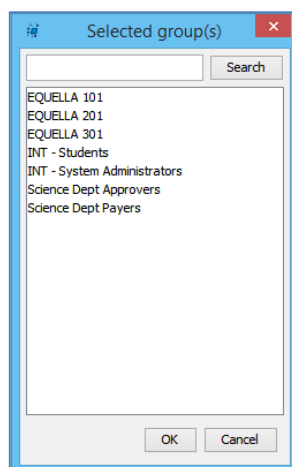 Selected group(s)
Search
EQUELLA 101
EQUELLA 201
EQUELLA 301
INT - Students
INT - System Administrators
Science Dept Approvers
Science Dept Payers
OK Cancel